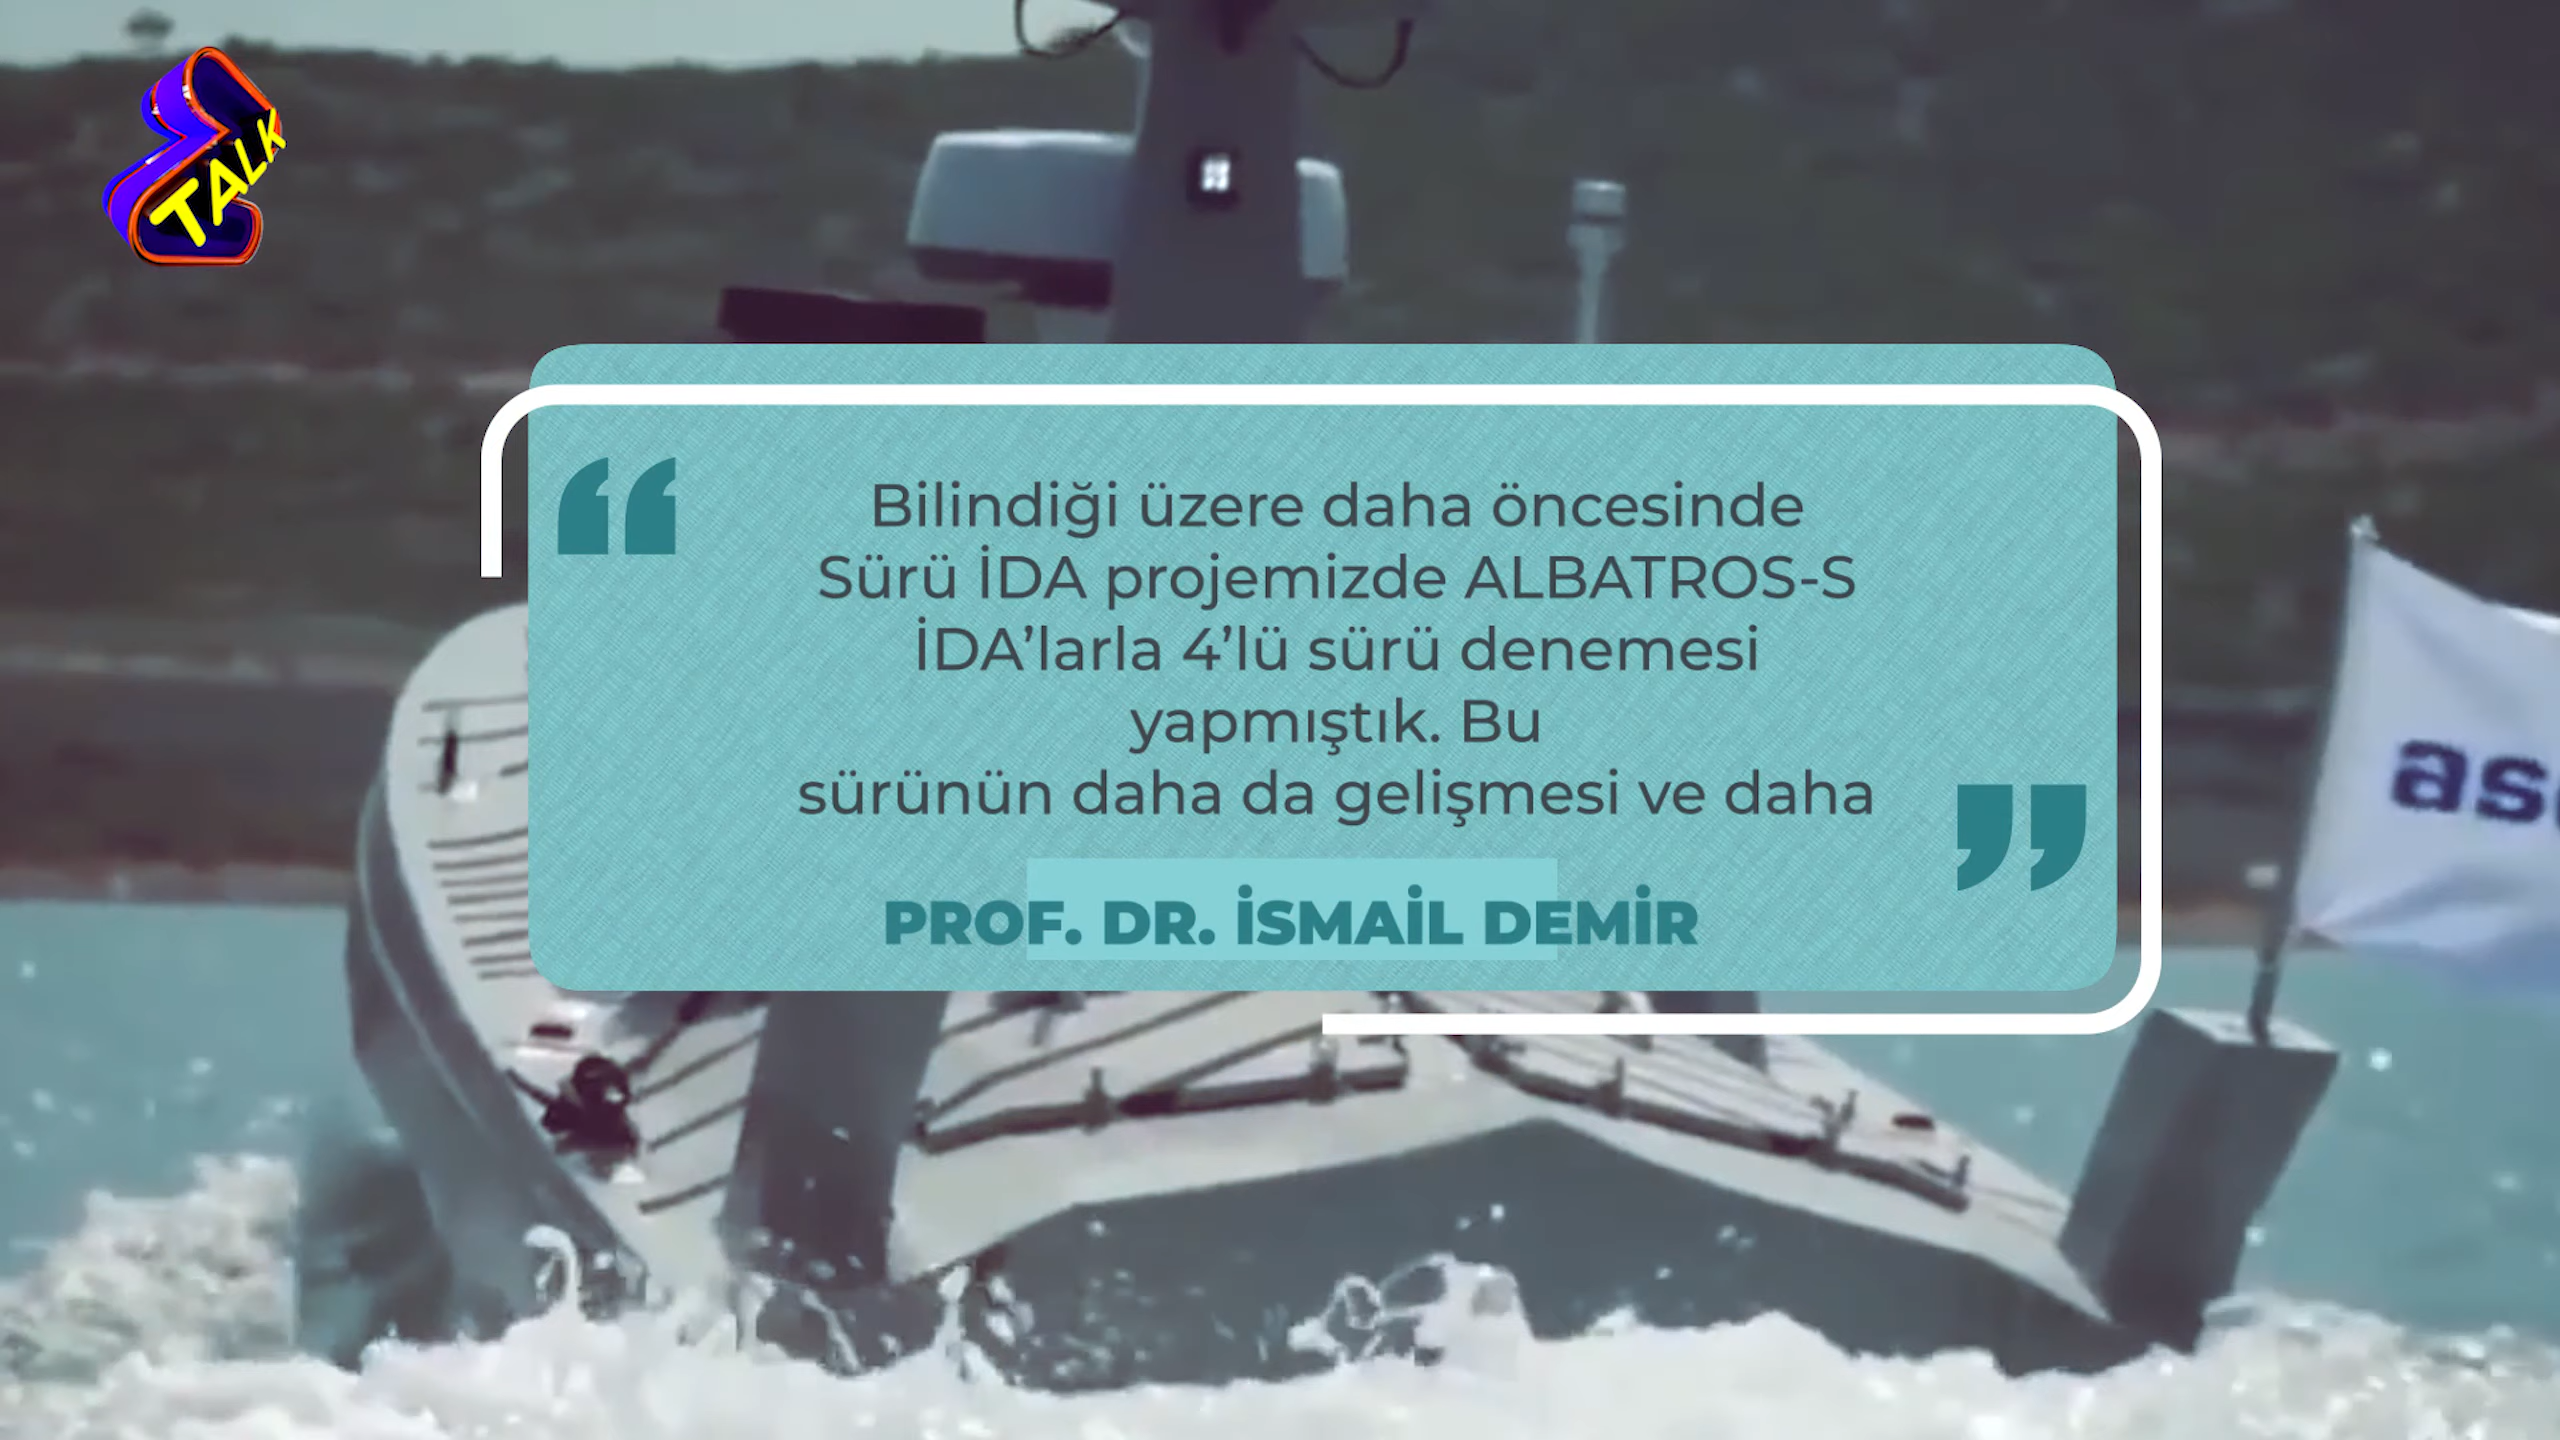 TALK
Bilindiği üzere daha öncesinde
Sürü İDA projemizde ALBATROS-S
İDA’larla 4’lü sürü denemesi
yapmıştık. Bu
sürünün daha da gelişmesi ve daha
PROF. DR. İSMAİL DEMİR